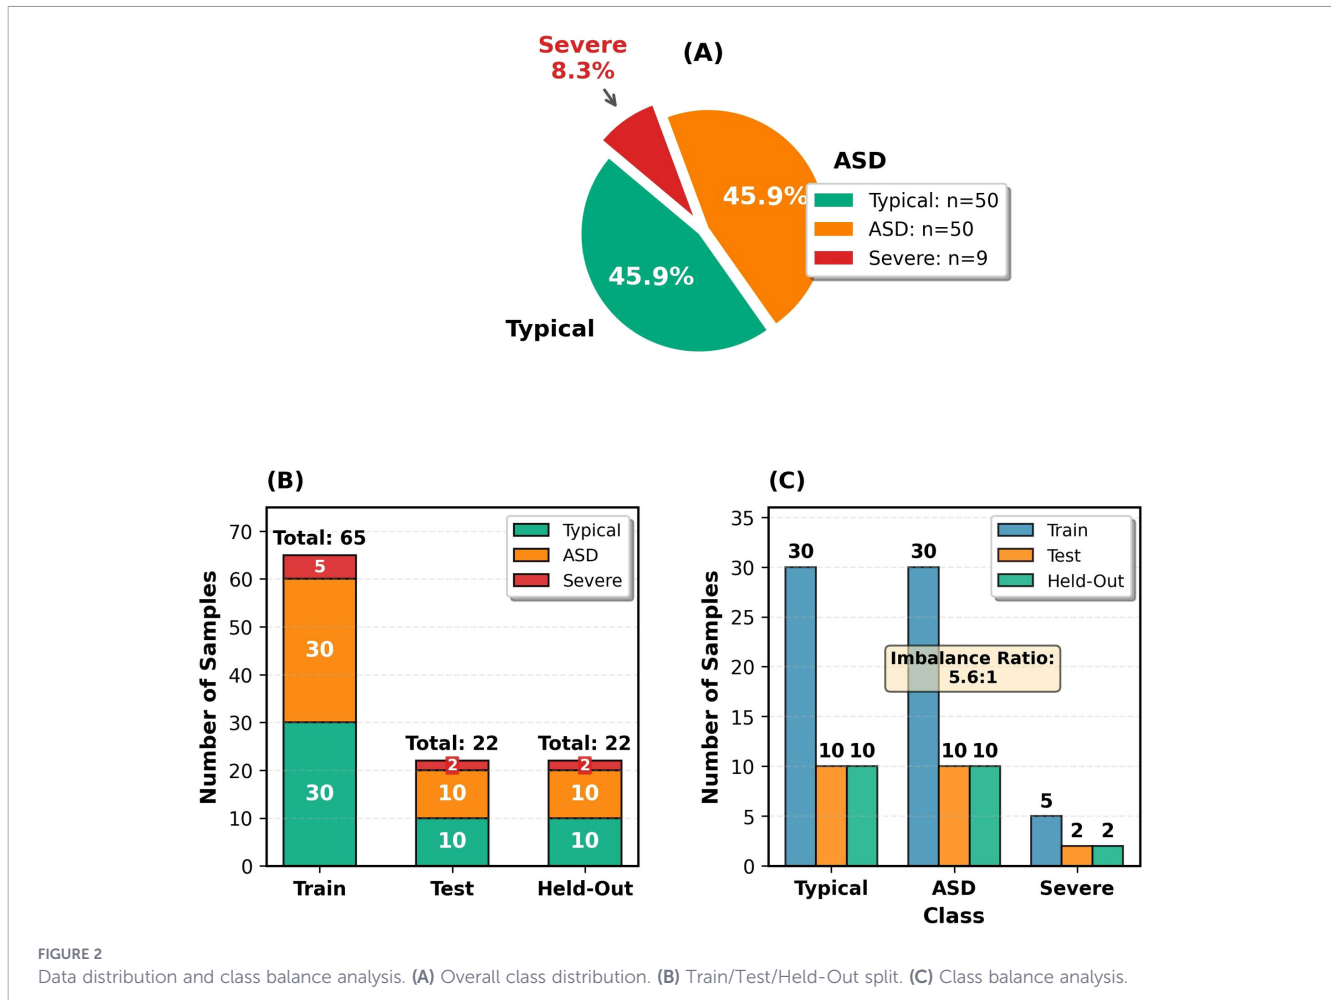 (A)
Severe
8.3%
ASD
45.9%
Typical: n=50
ASD: n=50
Severe: n=9
45.9%
Typical
(B)
Number of Samples
70
60
50
40
30
20
10
0
Total: 65
5
30
30
Total: 22
2
10
10
Total: 22
2
10
10
Typical
ASD
Severe
Train
Test
Held-Out
(C)
Number of Samples
35
30
25
20
15
10
5
0
Train
Test
Held-Out
30
10
10
30
10
10
5
2
2
Imbalance Ratio:
5.6:1
Typical
ASD
Severe
Class
FIGURE 2
Data distribution and class balance analysis. (A) Overall class distribution. (B) Train/Test/Held-Out split. (C) Class balance analysis.